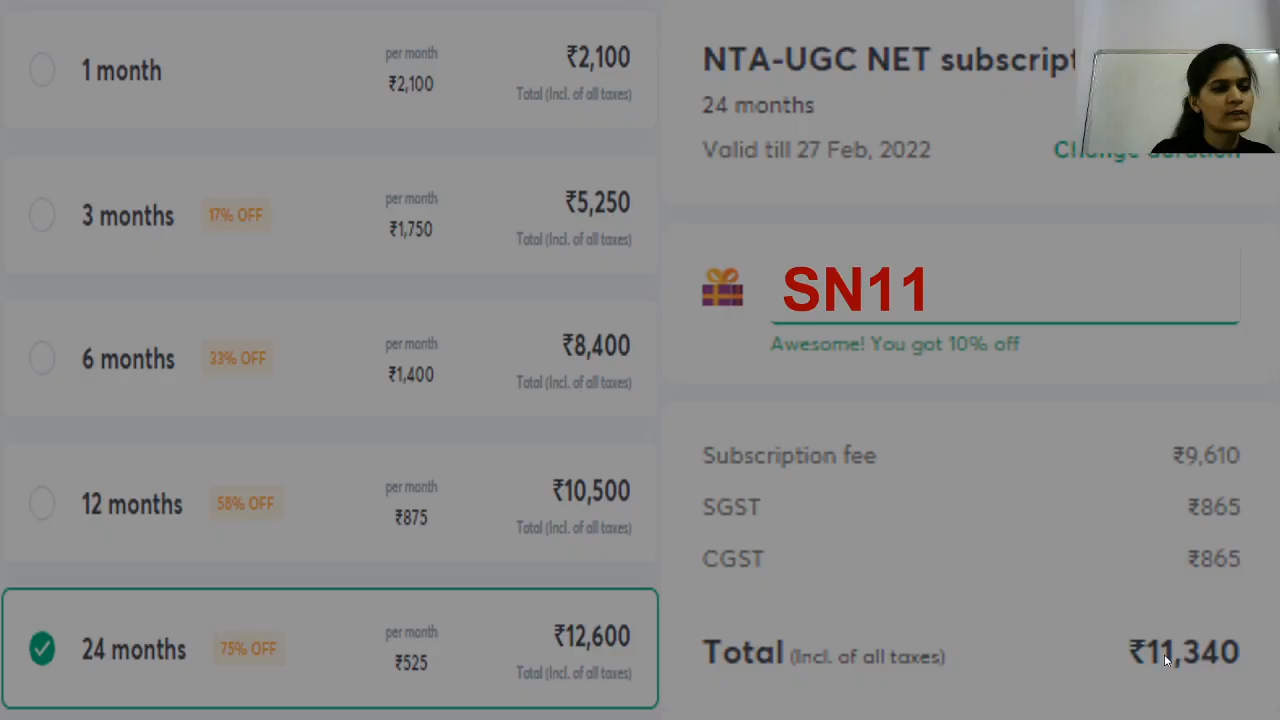 1 month
per month
₹2,100
₹2,100
Total (Incl. of all taxes)
3 months
17% OFF
per month
₹1,750
₹5,250
Total (Incl. of all taxes)
6 months
33% OFF
per month
₹1,400
₹8,400
Total (Incl. of all taxes)
12 months
58% OFF
per month
₹875
₹10,500
Total (Incl. of all taxes)
24 months
75% OFF
per month
₹525
₹12,600
Total (Incl. of all taxes)
NTA-UGC NET
24 months
Valid till 27 Feb, 2022
SN11
Awesome! You got 10% off
Subscription fee
₹9,610
SGST
₹865
CGST
₹865
Total (Incl. of all taxes)
₹11,340